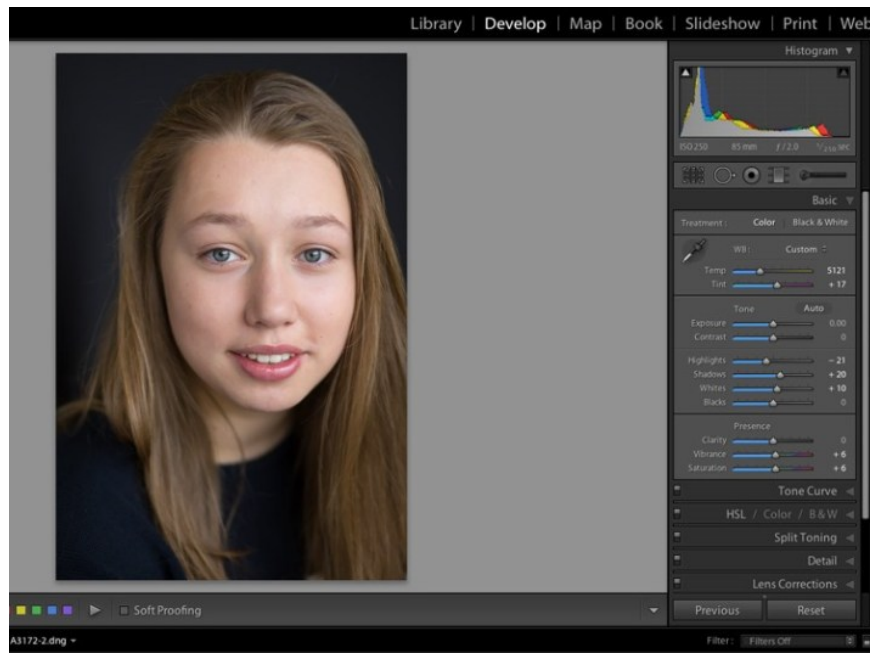 Library | Develop | Map | Book | Slideshow | Print | Web
Histogram
ISO 250 85 mm f / 2.0 1/256 sec
Basic
Treatment : Color | Black & White
WB : Custom
Temp 5121
Tint + 17
Tone Auto
Exposure 0.00
Contrast 0
Highlights − 21
Shadows + 20
Whites + 10
Blacks 0
Presence
Clarity 0
Vibrance + 6
Saturation + 6
Tone Curve
HSL / Color / B & W
Split Toning
Detail
Lens Corrections
Soft Proofing
Previous Reset
A3172-2.dng
Filter : Filters Off